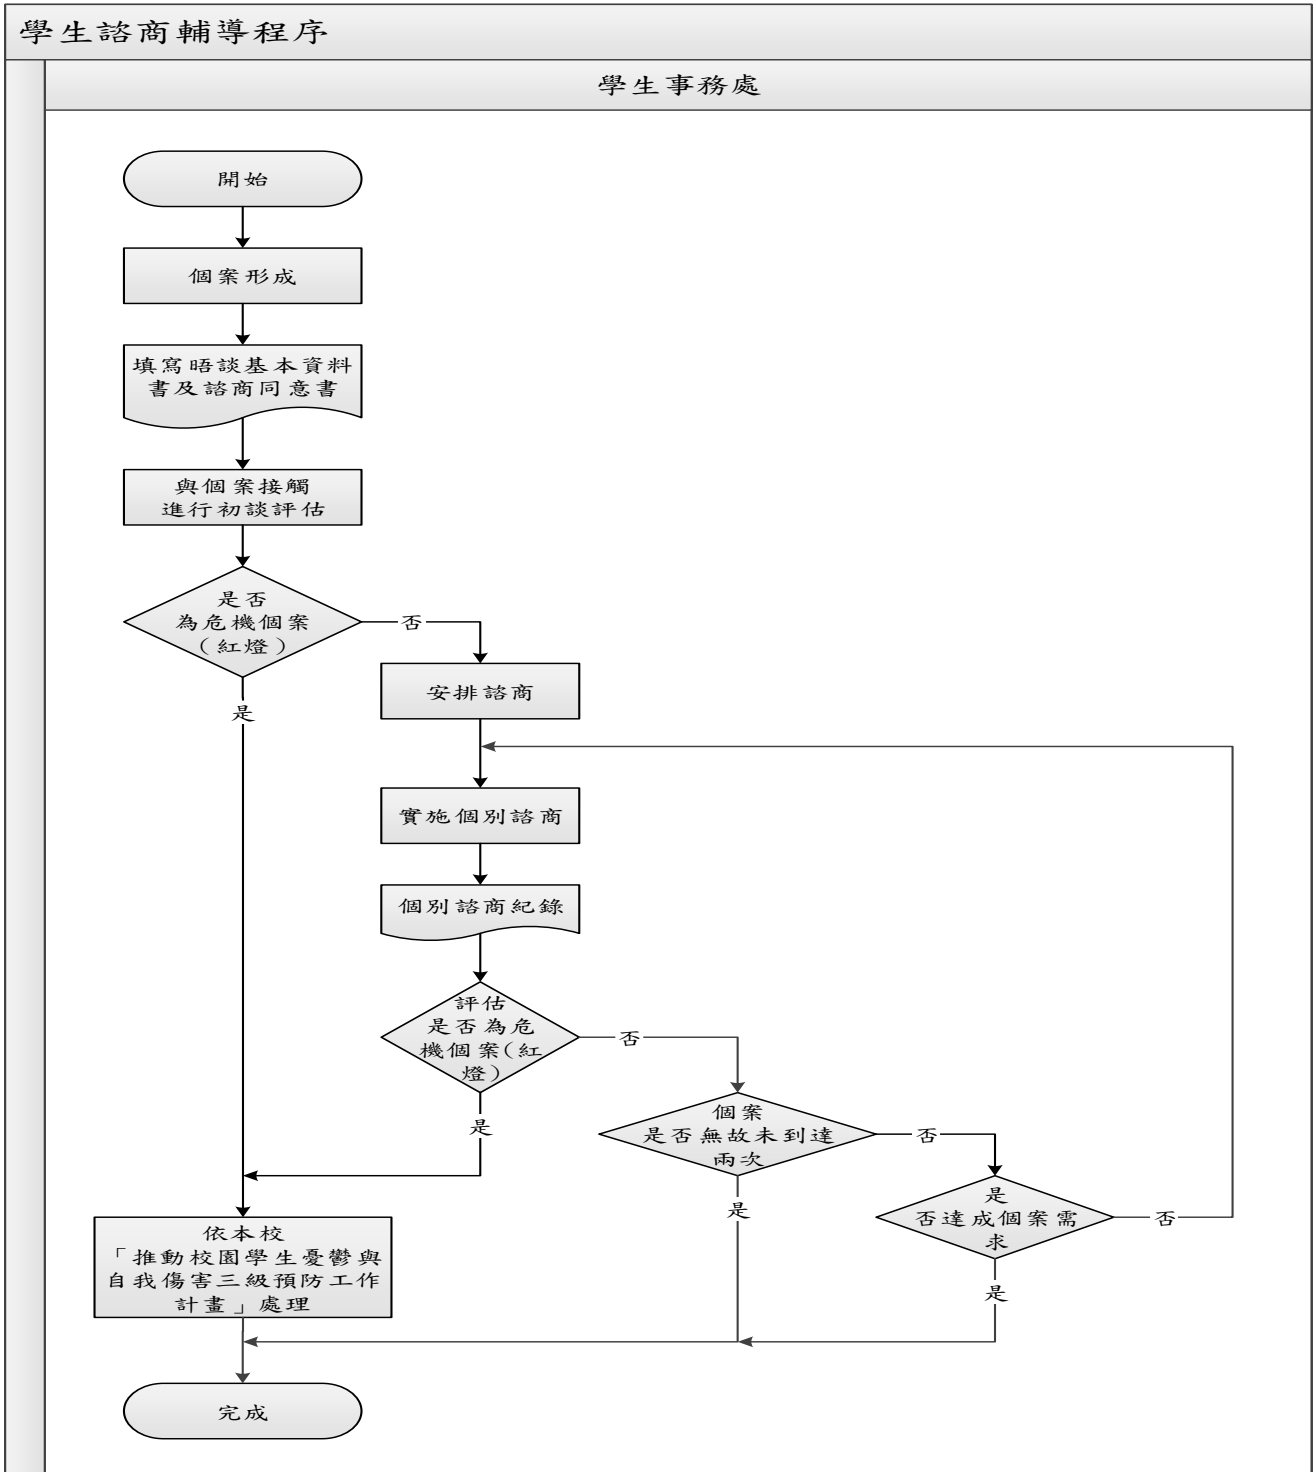 學生諮商輔導程序
學生事務處
開始
個案形成
填寫晤談基本資料
書及諮商同意書
與個案接觸
進行初談評估
是否
為危機個案
（紅燈）
否
是
安排諮商
實施個別諮商
個別諮商紀錄
評估
是否為危
機個案(紅
燈)
否
是
個案
是否無故未到達
兩次
否
是
是
否達成個案需
求
否
是
依本校
「推動校園學生憂鬱與
自我傷害三級預防工作
計畫」處理
完成